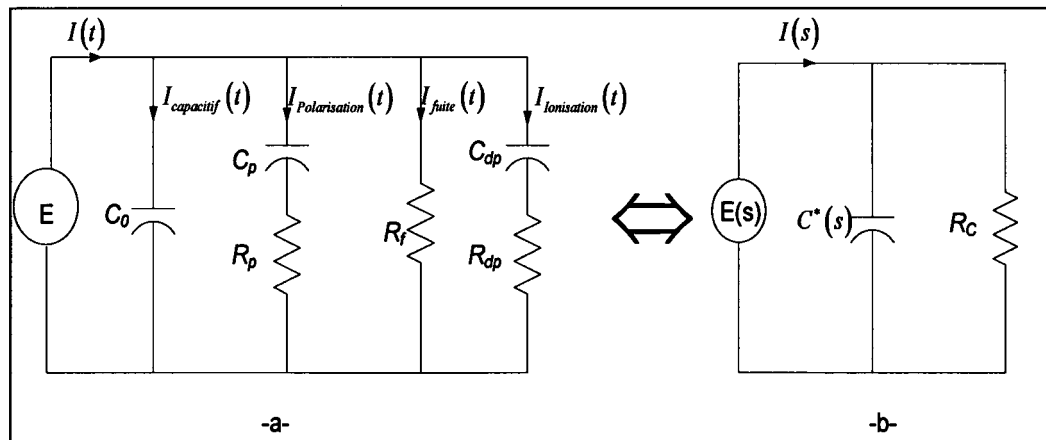 I(t)
I(s)
I_capacitif(t)
I_Polarisation(t)
I_fuite(t)
I_Ionisation(t)
C_p
C_dp
E
C_0
R_p
R_f
R_dp
E(s)
C*(s)
R_C
-a-
-b-